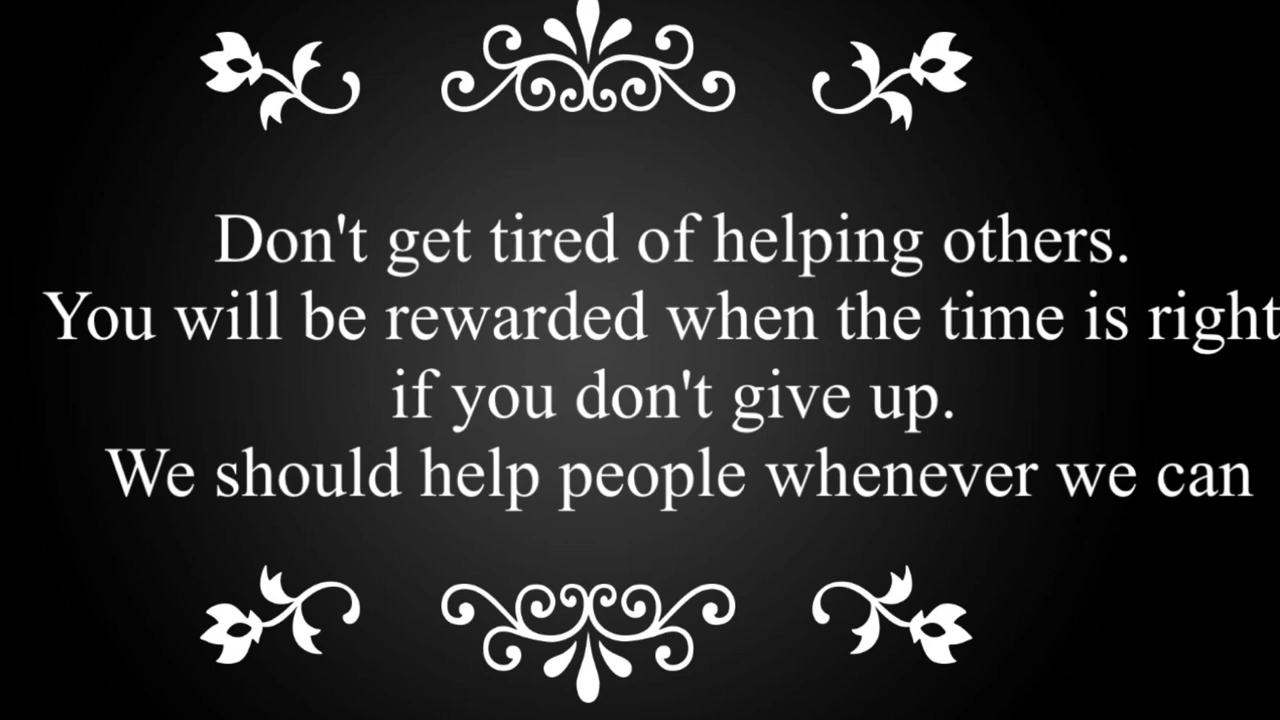 Don't get tired of helping others.
You will be rewarded when the time is right
if you don't give up.
We should help people whenever we can